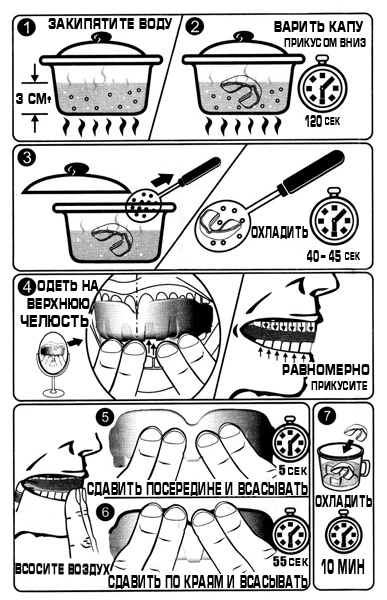 1 ЗАКИПЯТИТЕ ВОДУ
3 СМ↑
2 ВАРИТЬ КАПУ
ПРИКУСОМ ВНИЗ
120 СЕК
3
ОХЛАДИТЬ
40-45 СЕК
4 ОДЕТЬ НА
ВЕРХНЮЮ
ЧЕЛЮСТЬ
РАВНОМЕРНО
ПРИКУСИТЕ
5
5 СЕК
СДАВИТЬ ПОСЕРЕДИНЕ И ВСАСЫВАТЬ
6
55 СЕК
ВСОСИТЕ ВОЗДУХ
СДАВИТЬ ПО КРАЯМ И ВСАСЫВАТЬ
7
ОХЛАДИТЬ
10 МИН